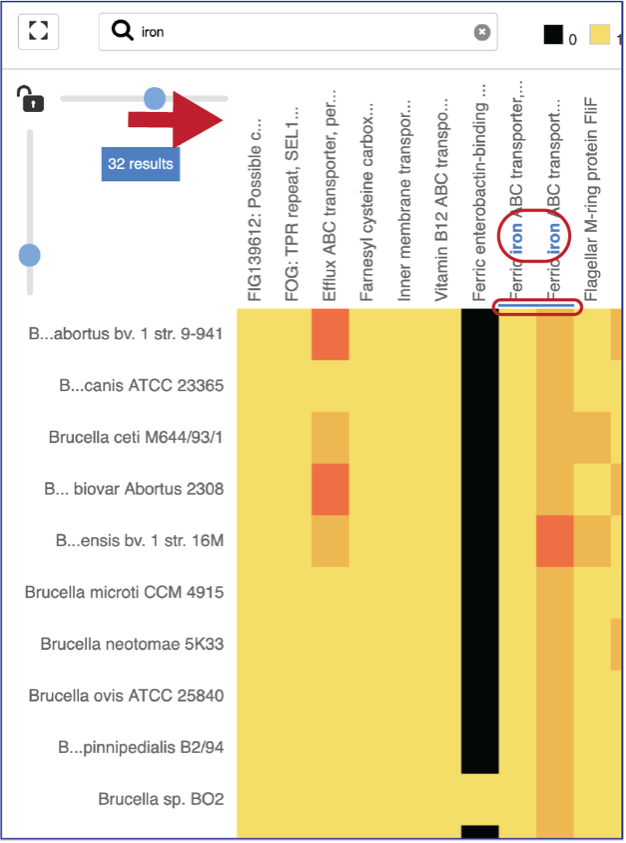 iron
0
1
32 results
FIG139612: Possible c...
FOG: TPR repeat, SEL1...
Efflux ABC transporter, per...
Farnesyl cysteine carbox...
Inner membrane transpor...
Vitamin B12 ABC transpo...
Ferric enterobactin-binding ...
Ferric iron ABC transporter,...
Ferric iron ABC transport...
Flagellar M-ring protein FliF
B...abortus bv. 1 str. 9-941
B...canis ATCC 23365
Brucella ceti M644/93/1
B... biovar Abortus 2308
B...ensis bv. 1 str. 16M
Brucella microti CCM 4915
Brucella neotomae 5K33
Brucella ovis ATCC 25840
B...pinnipedialis B2/94
Brucella sp. BO2